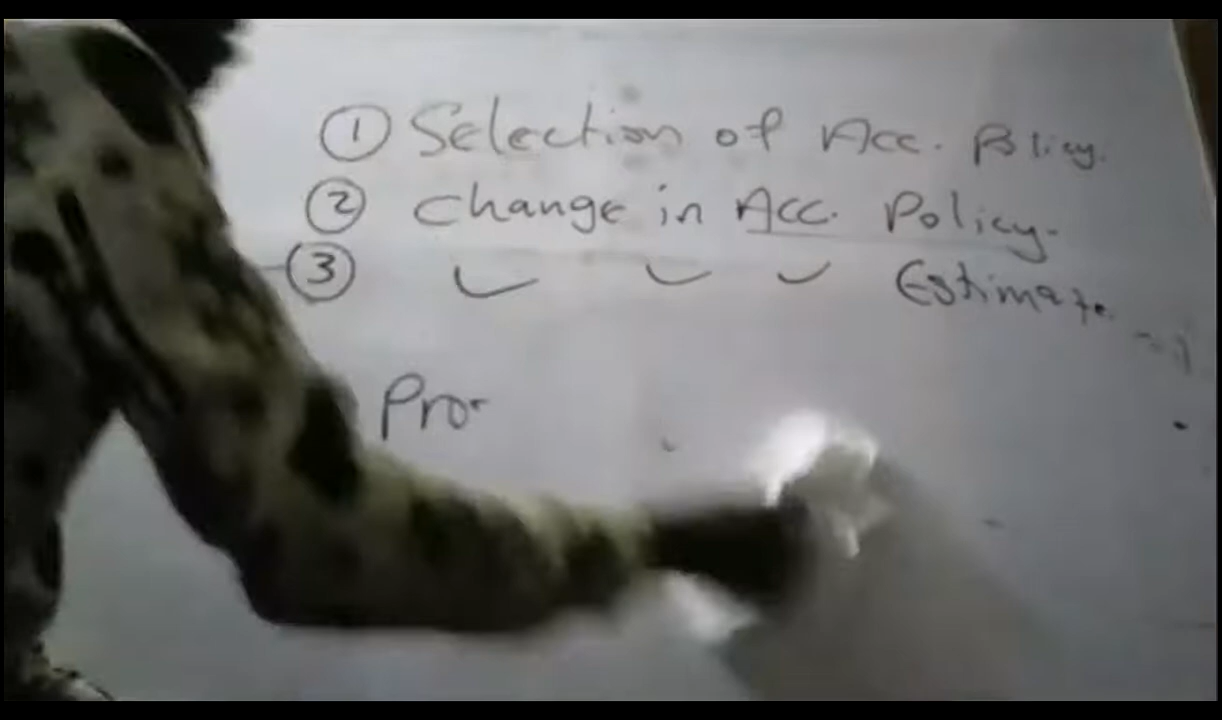 ① Selection of Acc. Policy.
② Change in Acc. Policy.
③ ✓ ✓ ✓ Estimate
Pro